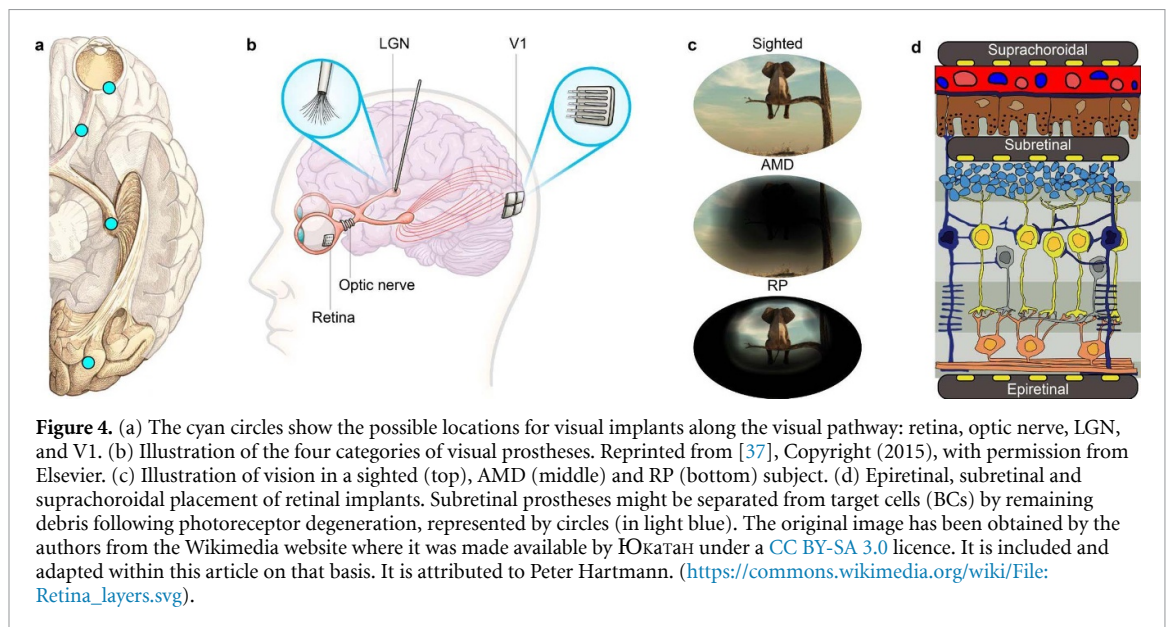 a
b
LGN
V1
Optic nerve
Retina
c
Sighted
AMD
RP
d
Suprachoroidal
Subretinal
Epiretinal
Figure 4. (a) The cyan circles show the possible locations for visual implants along the visual pathway: retina, optic nerve, LGN,
and V1. (b) Illustration of the four categories of visual prostheses. Reprinted from [37], Copyright (2015), with permission from
Elsevier. (c) Illustration of vision in a sighted (top), AMD (middle) and RP (bottom) subject. (d) Epiretinal, subretinal and
suprachoroidal placement of retinal implants. Subretinal prostheses might be separated from target cells (BCs) by remaining
debris following photoreceptor degeneration, represented by circles (in light blue). The original image has been obtained by the
authors from the Wikimedia website where it was made available by Юкатан under a CC BY-SA 3.0 licence. It is included and
adapted within this article on that basis. It is attributed to Peter Hartmann. (https://commons.wikimedia.org/wiki/File:
Retina_layers.svg).